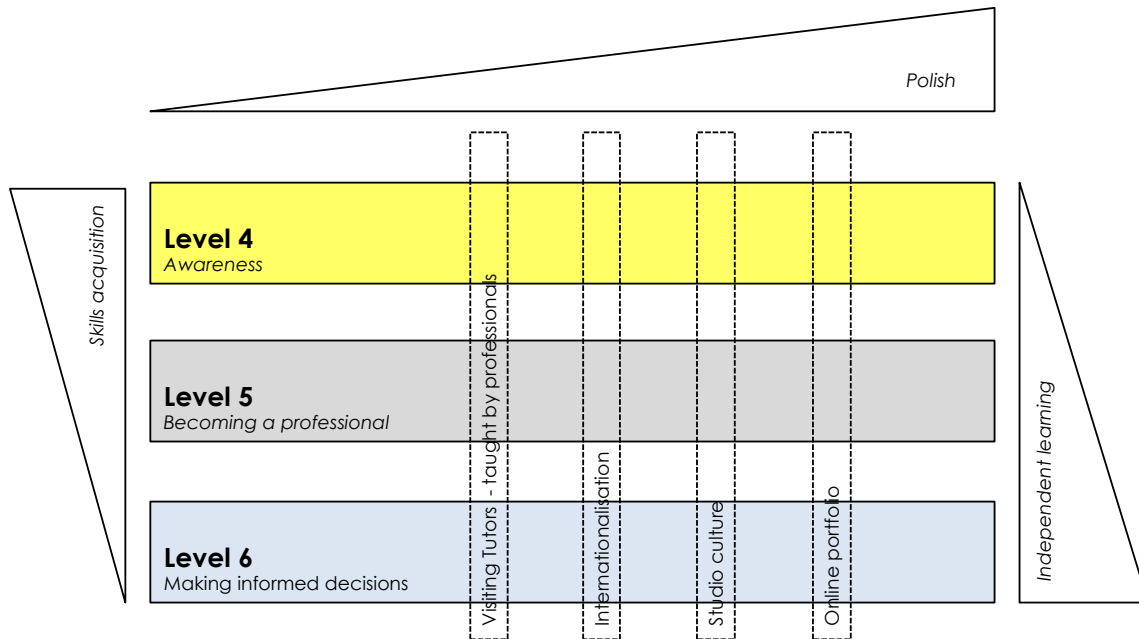 Polish
Skills acquisition
Level 4
Awareness
Level 5
Becoming a professional
Level 6
Making informed decisions
Visiting Tutors - taught by professionals
Internationalisation
Studio culture
Online portfolio
Independent learning